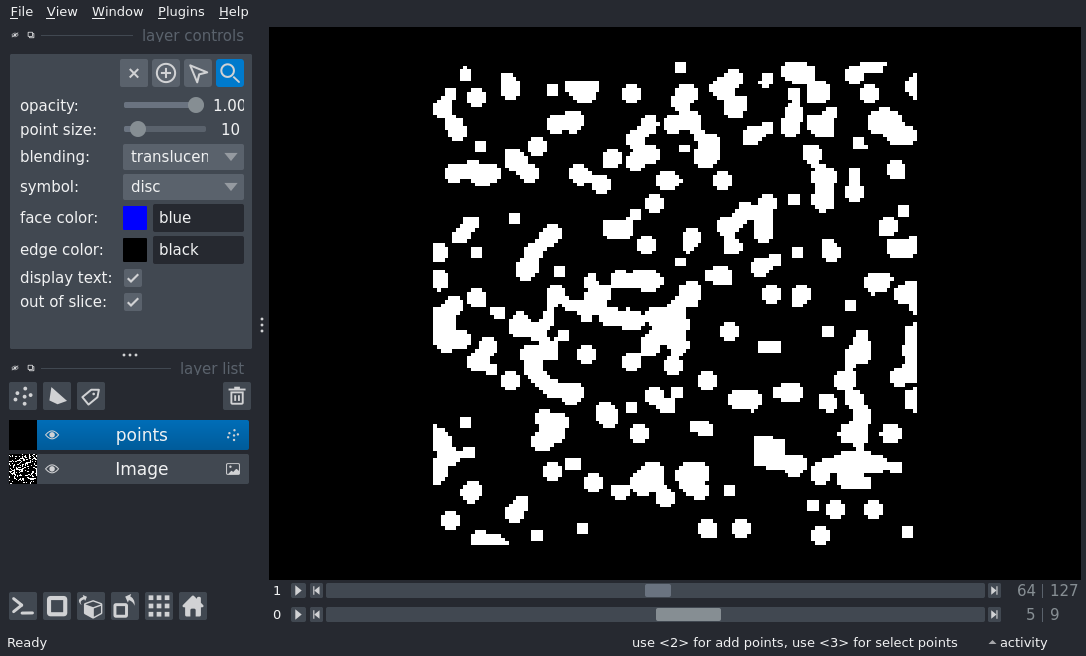 File View Window Plugins Help
layer controls
opacity: 1.00
point size: 10
blending: translucen
symbol: disc
face color: blue
edge color: black
display text:
out of slice:
layer list
points
Image
1 64 | 127
0 5 | 9
Ready use <2> for add points, use <3> for select points activity